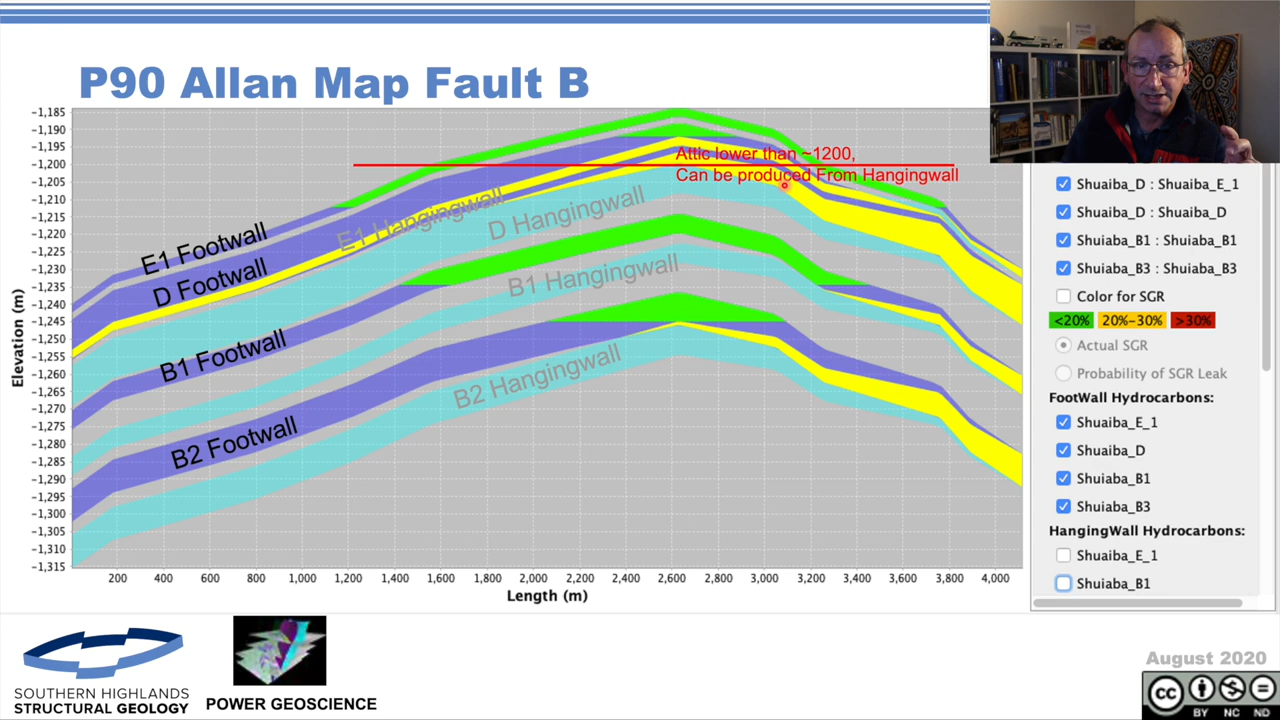 P90 Allan Map Fault B
−1,185
−1,190
−1,195
−1,200
−1,205
−1,210
−1,215
−1,220
−1,225
−1,230
−1,235
−1,240
−1,245
−1,250
−1,255
−1,260
−1,265
−1,270
−1,275
−1,280
−1,285
−1,290
−1,295
−1,300
−1,305
−1,310
−1,315
Elevation (m)
200 400 600 800 1,000 1,200 1,400 1,600 1,800 2,000 2,200 2,400 2,600 2,800 3,000 3,200 3,400 3,600 3,800 4,000
Length (m)
Attic lower than ~1200,
Can be produced From Hangingwall
E1 Footwall
E1 Hangingwall
D Hangingwall
D Footwall
B1 Hangingwall
B1 Footwall
B2 Hangingwall
B2 Footwall
Shuaiba_D : Shuaiba_E_1
Shuaiba_D : Shuaiba_D
Shuaiba_B1 : Shuaiba_B1
Shuaiba_B3 : Shuaiba_B3
Color for SGR
<20% 20%-30% >30%
Actual SGR
Probability of SGR Leak
FootWall Hydrocarbons:
Shuaiba_E_1
Shuaiba_D
Shuiaba_B1
Shuiaba_B3
HangingWall Hydrocarbons:
Shuaiba_E_1
Shuiaba_B1
SOUTHERN HIGHLANDS
STRUCTURAL GEOLOGY
POWER GEOSCIENCE
August 2020
cc
BY NC ND